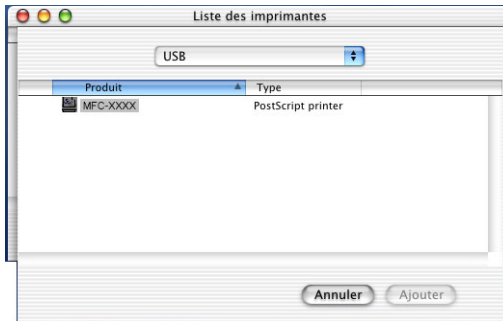 Liste des imprimantes
USB
Produit Type
MFC-XXXX PostScript printer
Annuler Ajouter